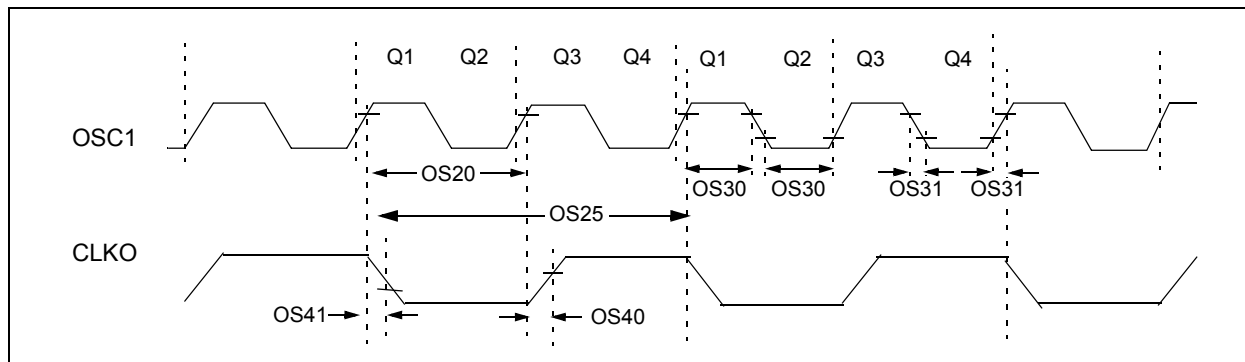 Q1 Q2 Q3 Q4 Q1 Q2 Q3 Q4
OSC1
OS20 OS30 OS30 OS31 OS31
OS25
CLKO
OS41 OS40